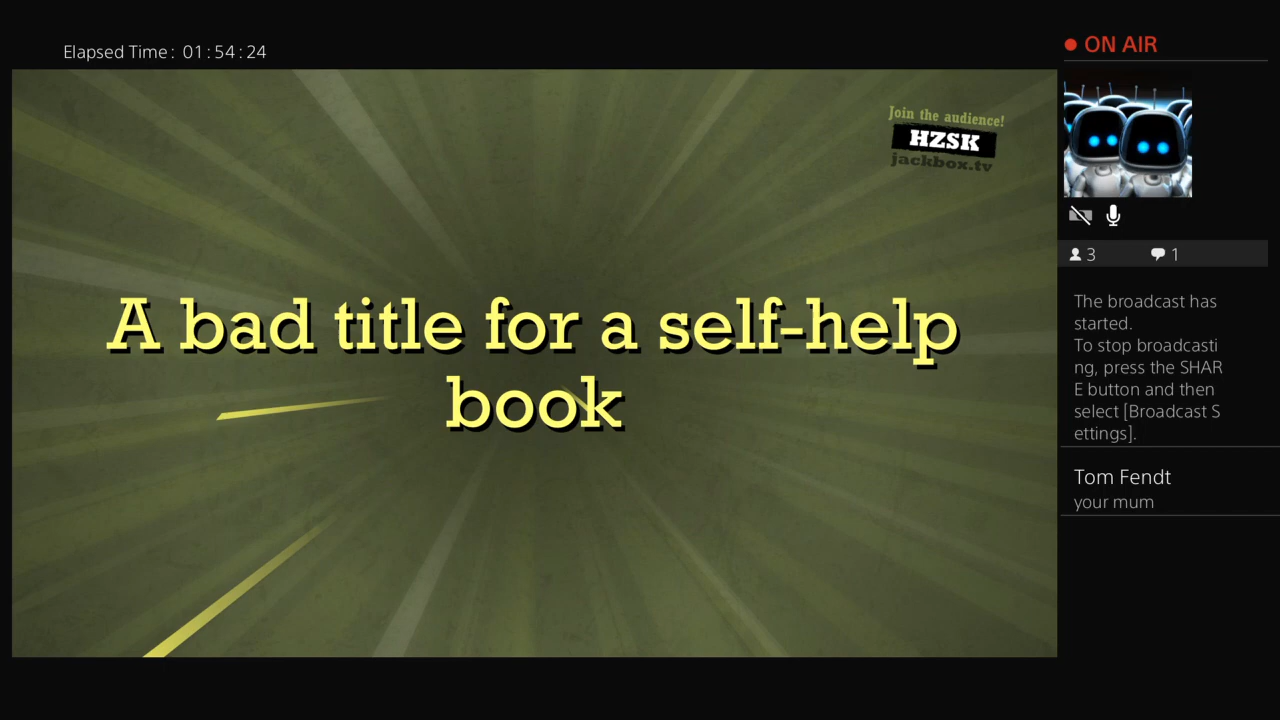 Elapsed Time: 01:54:24
ON AIR
Join the audience!
HZSK
jackbox.tv
A bad title for a self-help
book
3 1
The broadcast has
started.
To stop broadcasti
ng, press the SHAR
E button and then
select [Broadcast S
ettings].
Tom Fendt
your mum